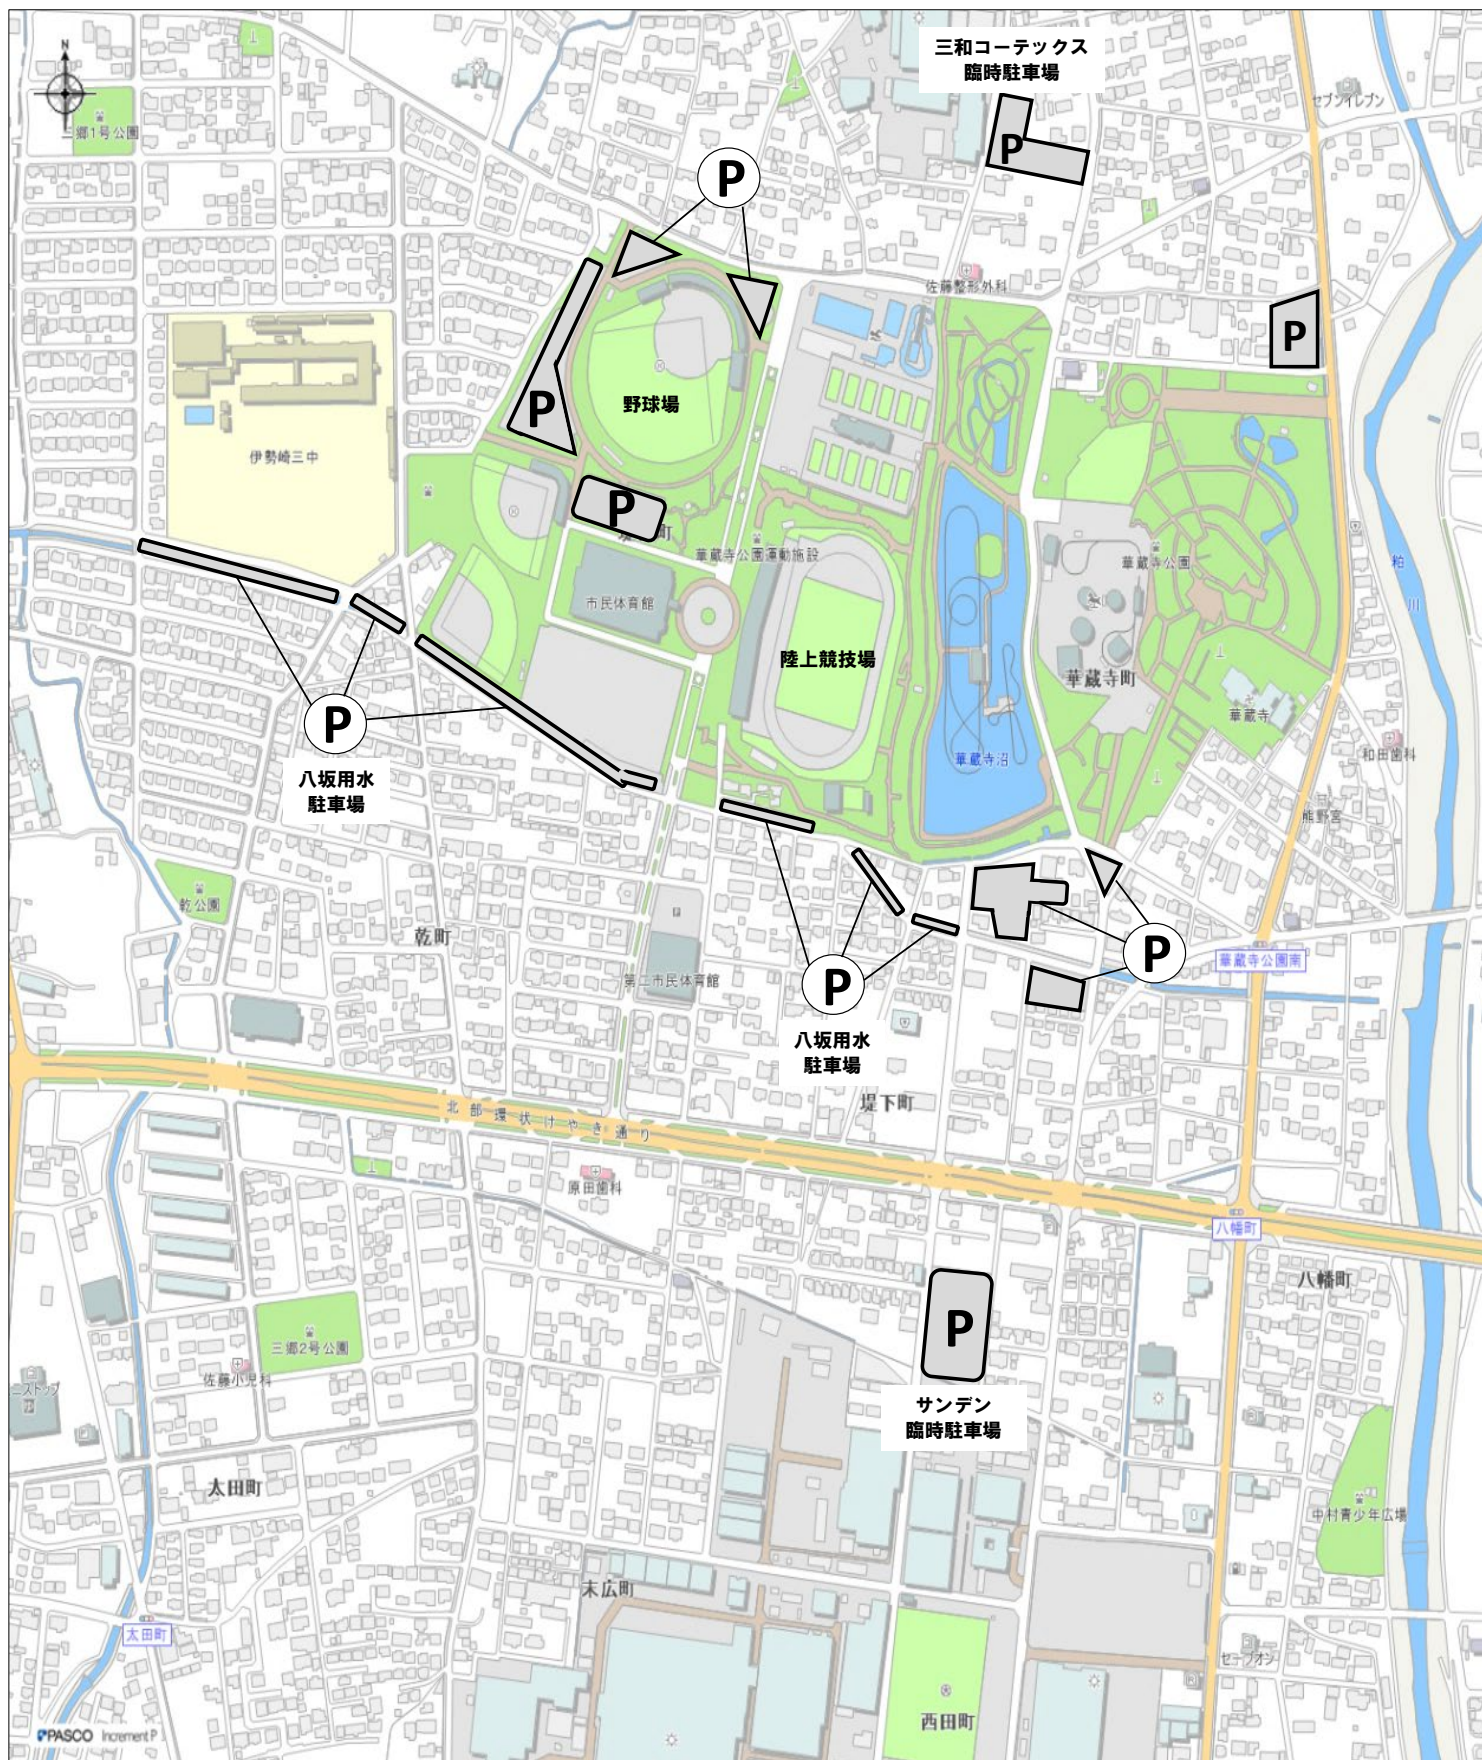 三和コーテックス
臨時駐車場
N
セブンイレブン
三郷1号公園
P
P
佐藤整形外科
P
P
野球場
伊勢崎三中
P
華蔵寺公園運動施設
華蔵寺公園
粕川
市民体育館
陸上競技場
華蔵寺町
華蔵寺
P
華蔵寺沼
和田歯科
八坂用水
駐車場
熊野宮
乾公園
乾町
P
華蔵寺公園南
第二市民体育館
P
八坂用水
駐車場
堤下町
北部環状けやき通り
原田歯科
八幡町
八幡町
P
三郷2号公園
佐藤小児科
サンデン
臨時駐車場
太田町
中村青少年広場
末広町
太田町
セーブオン
西田町
PASCO Increment P